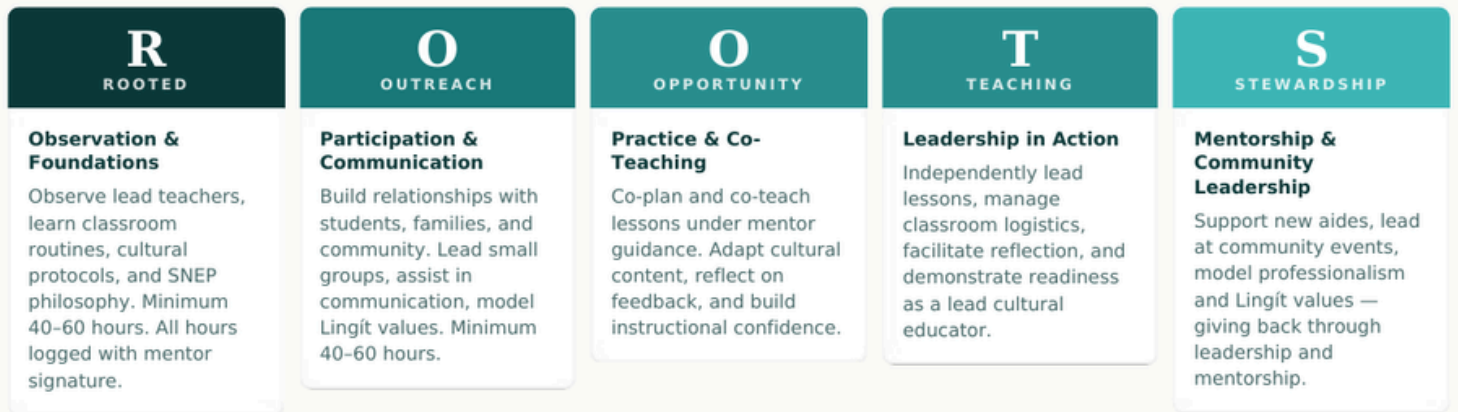 R
ROOTED
Observation &
Foundations
Observe lead teachers,
learn classroom
routines, cultural
protocols, and SNEP
philosophy. Minimum
40–60 hours. All hours
logged with mentor
signature.
O
OUTREACH
Participation &
Communication
Build relationships with
students, families, and
community. Lead small
groups, assist in
communication, model
Lingít values. Minimum
40–60 hours.
O
OPPORTUNITY
Practice & Co-
Teaching
Co-plan and co-teach
lessons under mentor
guidance. Adapt cultural
content, reflect on
feedback, and build
instructional confidence.
T
TEACHING
Leadership in Action
Independently lead
lessons, manage
classroom logistics,
facilitate reflection, and
demonstrate readiness
as a lead cultural
educator.
S
STEWARDSHIP
Mentorship &
Community
Leadership
Support new aides, lead
at community events,
model professionalism
and Lingít values —
giving back through
leadership and
mentorship.